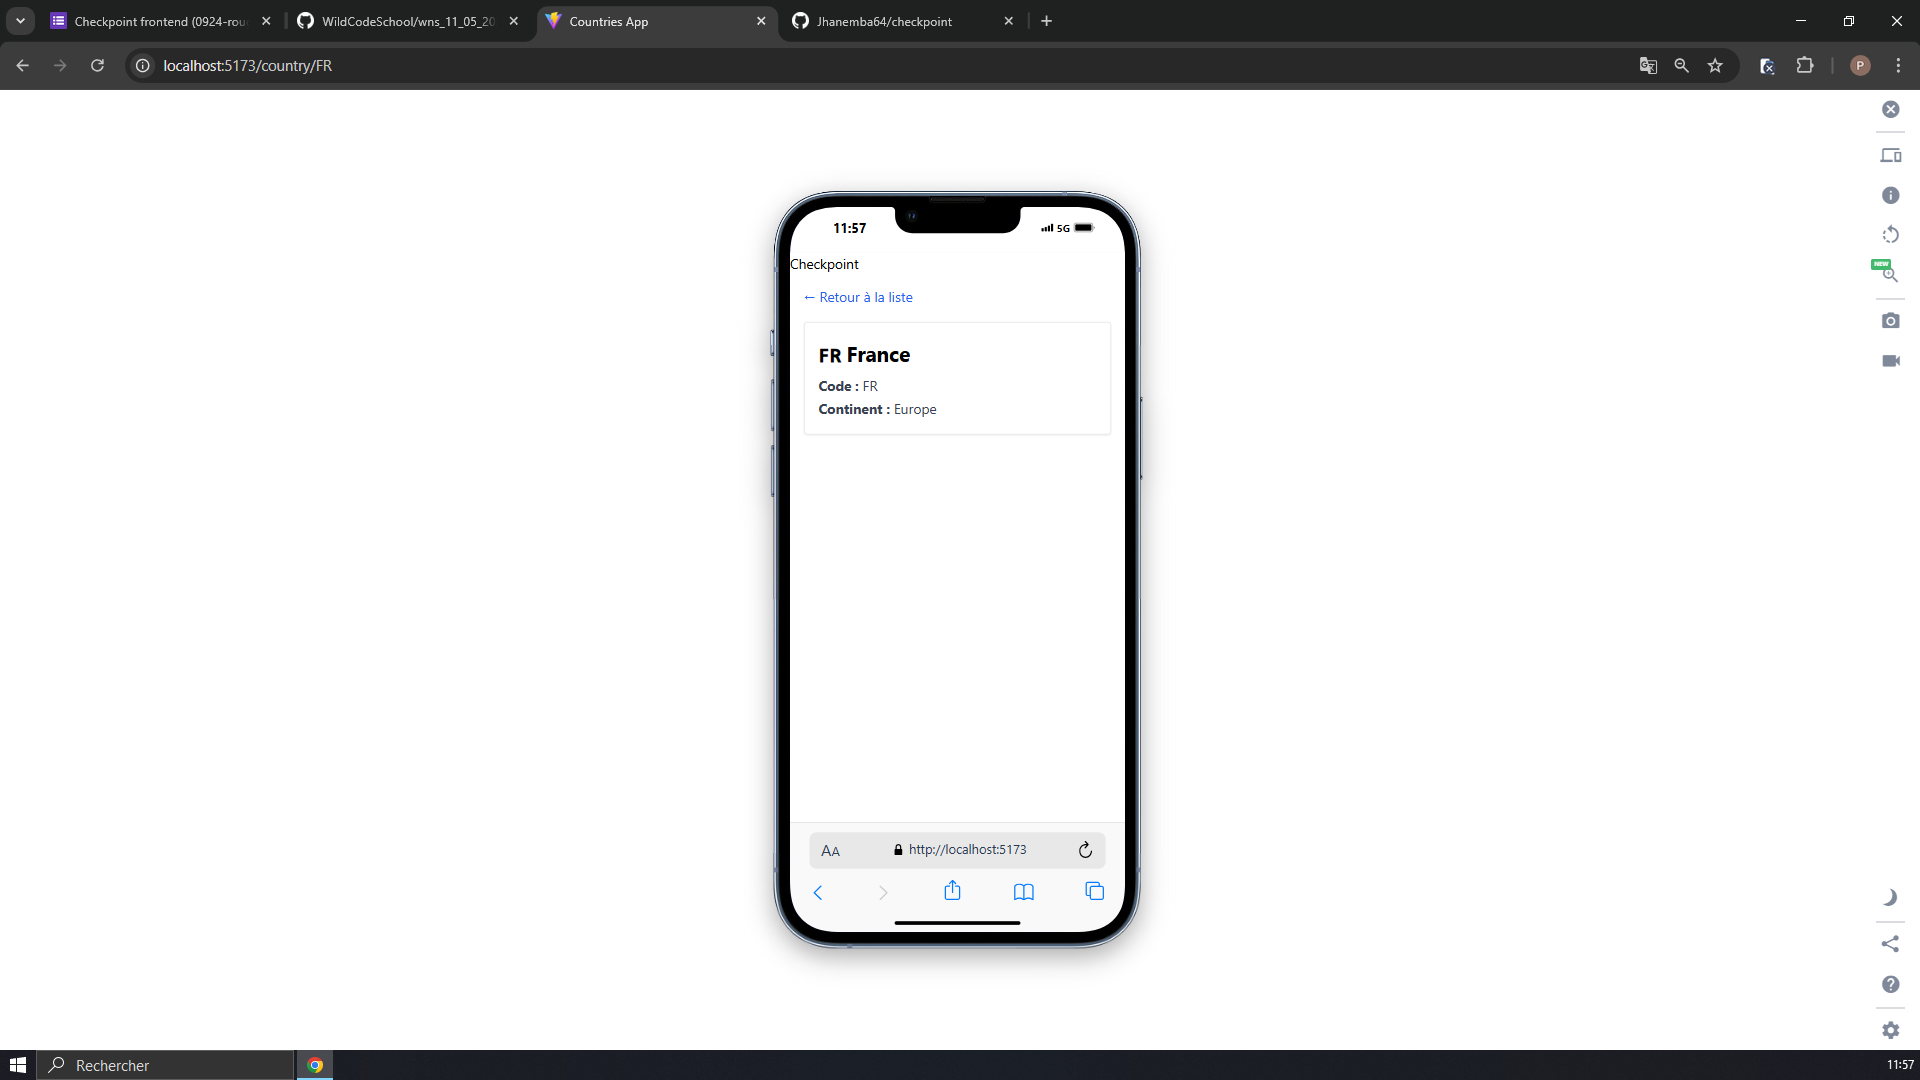 Checkpoint frontend (0924-rou
WildCodeSchool/wns_11_05_20
Countries App
Jhanemba64/checkpoint
localhost:5173/country/FR
P
NEW
11:57
5G
Checkpoint
← Retour à la liste
FR France
Code : FR
Continent : Europe
AA
http://localhost:5173
Rechercher
11:57